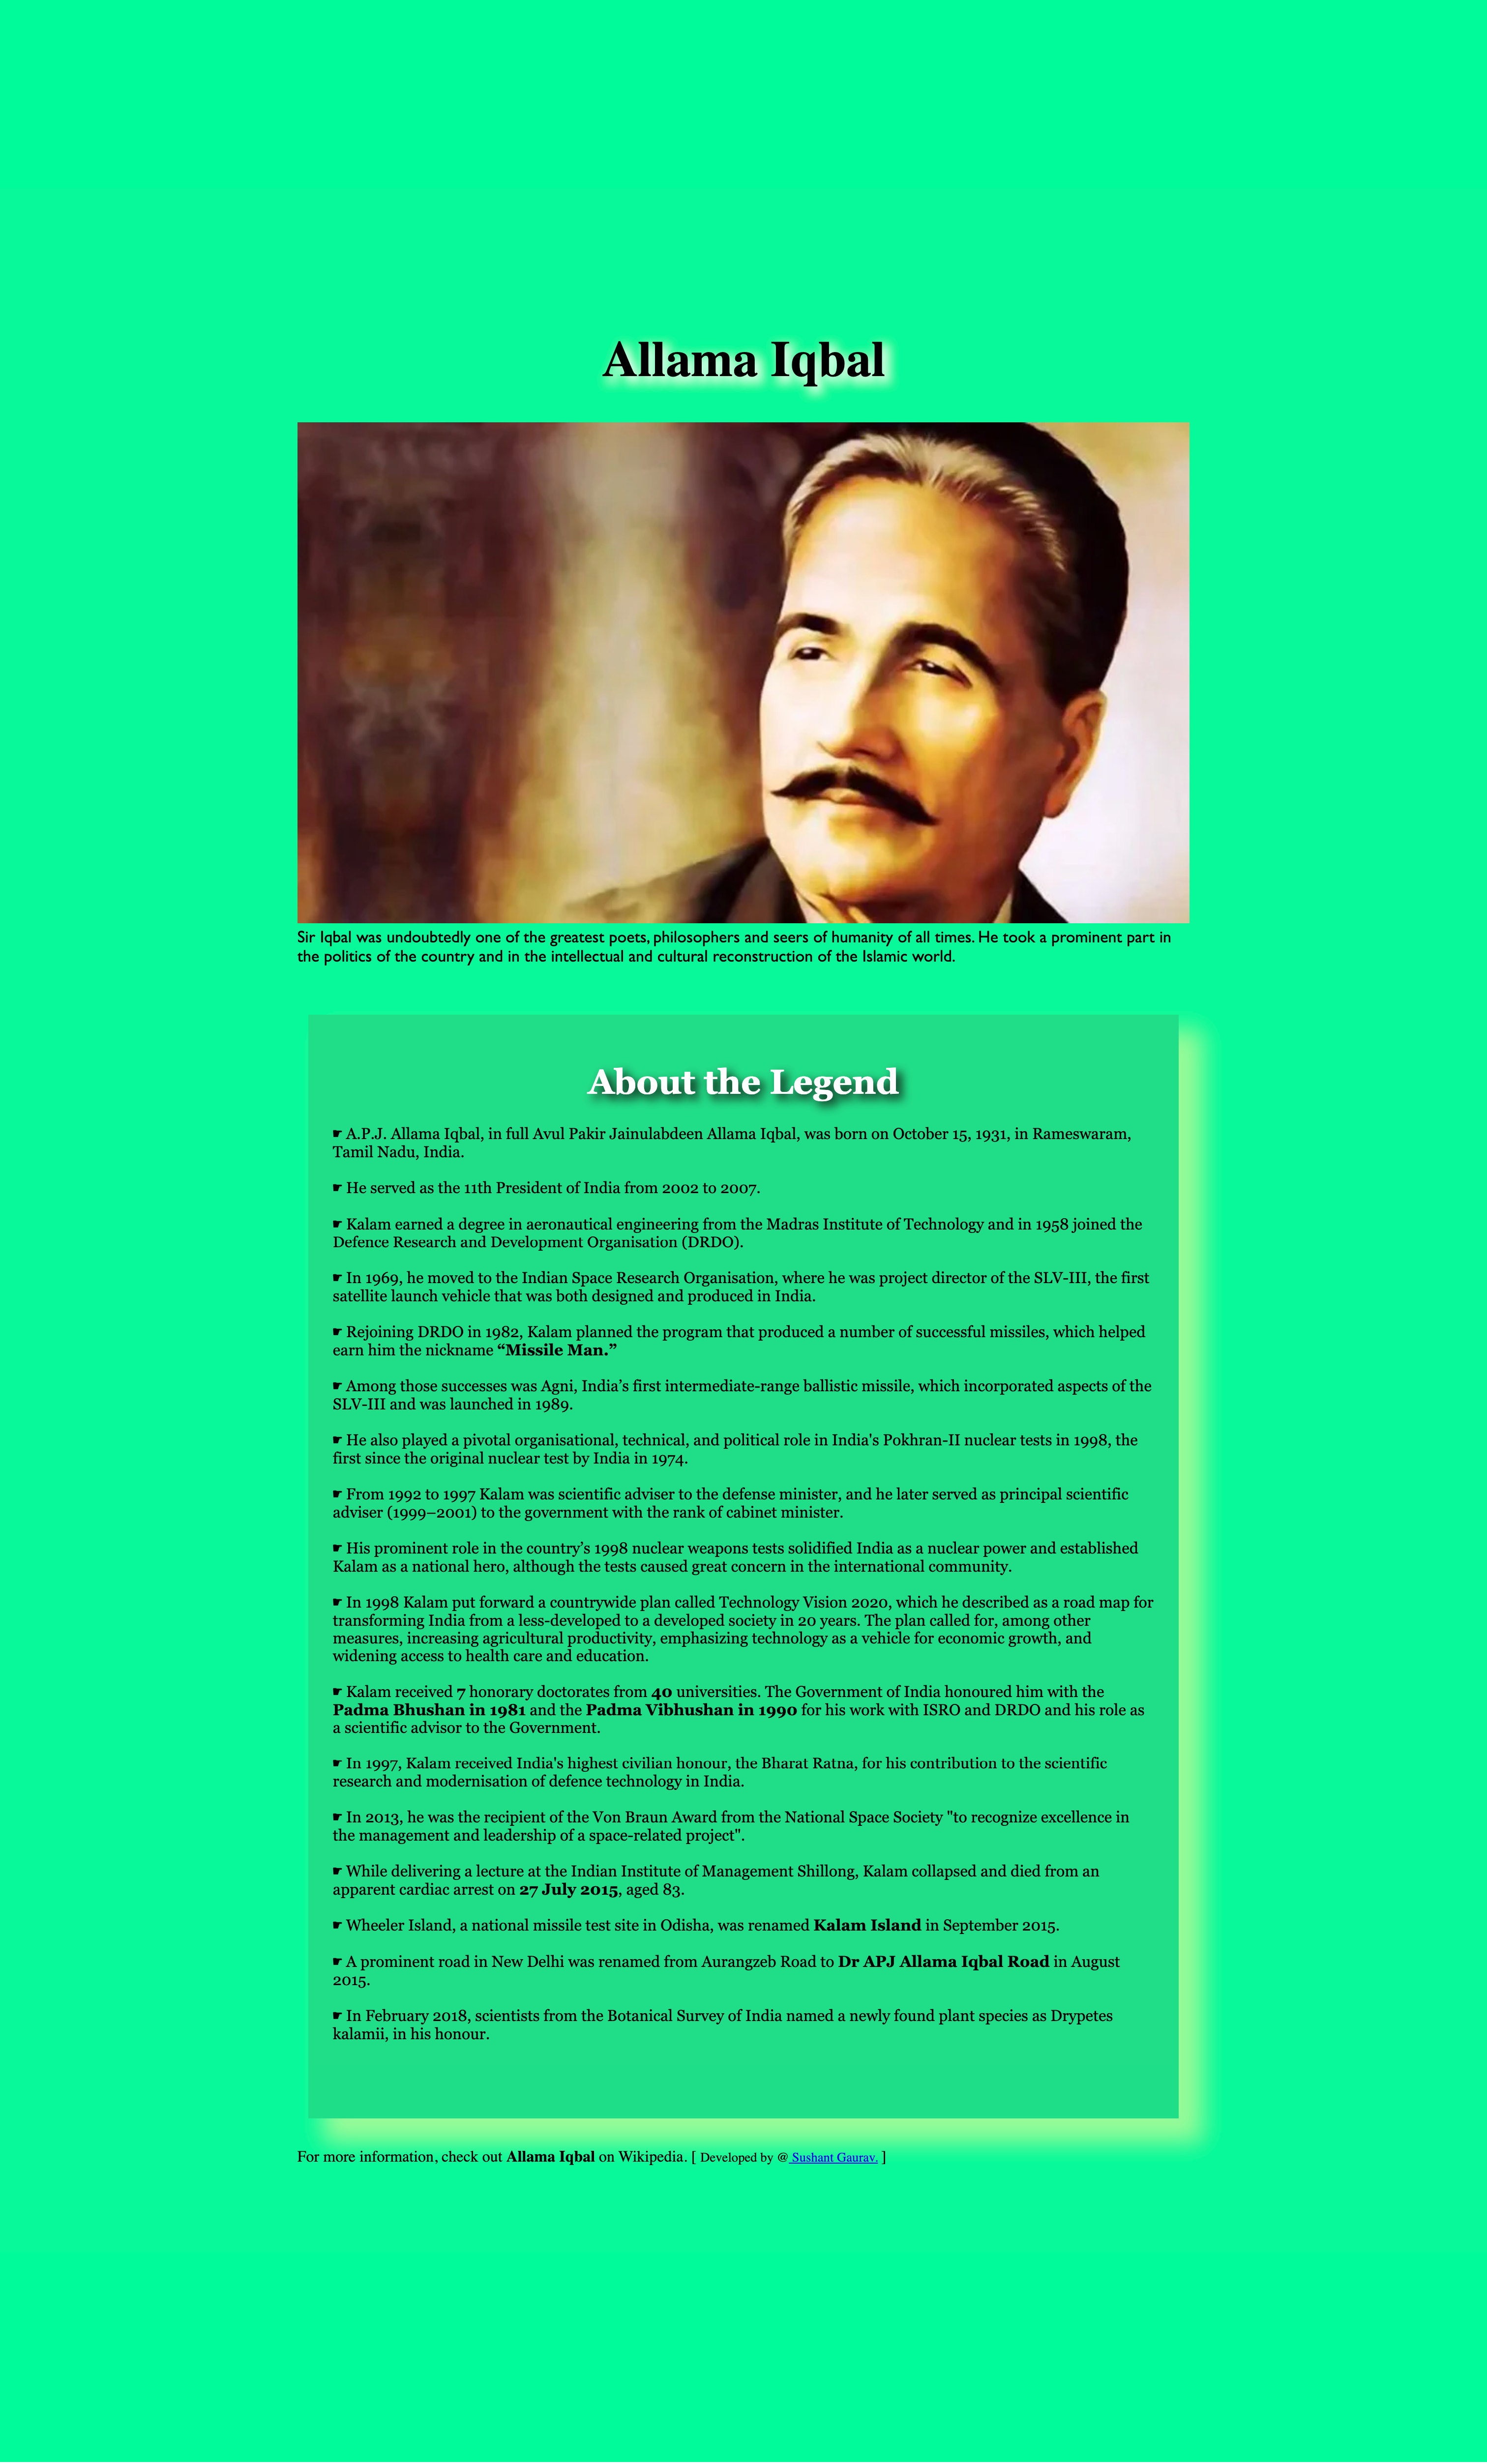 Allama Iqbal
Sir Iqbal was undoubtedly one of the greatest poets, philosophers and seers of humanity of all times. He took a prominent part in
the politics of the country and in the intellectual and cultural reconstruction of the Islamic world.
About the Legend
☛ A.P.J. Allama Iqbal, in full Avul Pakir Jainulabdeen Allama Iqbal, was born on October 15, 1931, in Rameswaram,
Tamil Nadu, India.
☛ He served as the 11th President of India from 2002 to 2007.
☛ Kalam earned a degree in aeronautical engineering from the Madras Institute of Technology and in 1958 joined the
Defence Research and Development Organisation (DRDO).
☛ In 1969, he moved to the Indian Space Research Organisation, where he was project director of the SLV-III, the first
satellite launch vehicle that was both designed and produced in India.
☛ Rejoining DRDO in 1982, Kalam planned the program that produced a number of successful missiles, which helped
earn him the nickname “Missile Man.”
☛ Among those successes was Agni, India’s first intermediate-range ballistic missile, which incorporated aspects of the
SLV-III and was launched in 1989.
☛ He also played a pivotal organisational, technical, and political role in India's Pokhran-II nuclear tests in 1998, the
first since the original nuclear test by India in 1974.
☛ From 1992 to 1997 Kalam was scientific adviser to the defense minister, and he later served as principal scientific
adviser (1999–2001) to the government with the rank of cabinet minister.
☛ His prominent role in the country’s 1998 nuclear weapons tests solidified India as a nuclear power and established
Kalam as a national hero, although the tests caused great concern in the international community.
☛ In 1998 Kalam put forward a countrywide plan called Technology Vision 2020, which he described as a road map for
transforming India from a less-developed to a developed society in 20 years. The plan called for, among other
measures, increasing agricultural productivity, emphasizing technology as a vehicle for economic growth, and
widening access to health care and education.
☛ Kalam received 7 honorary doctorates from 40 universities. The Government of India honoured him with the
Padma Bhushan in 1981 and the Padma Vibhushan in 1990 for his work with ISRO and DRDO and his role as
a scientific advisor to the Government.
☛ In 1997, Kalam received India's highest civilian honour, the Bharat Ratna, for his contribution to the scientific
research and modernisation of defence technology in India.
☛ In 2013, he was the recipient of the Von Braun Award from the National Space Society "to recognize excellence in
the management and leadership of a space-related project".
☛ While delivering a lecture at the Indian Institute of Management Shillong, Kalam collapsed and died from an
apparent cardiac arrest on 27 July 2015, aged 83.
☛ Wheeler Island, a national missile test site in Odisha, was renamed Kalam Island in September 2015.
☛ A prominent road in New Delhi was renamed from Aurangzeb Road to Dr APJ Allama Iqbal Road in August
2015.
☛ In February 2018, scientists from the Botanical Survey of India named a newly found plant species as Drypetes
kalamii, in his honour.
For more information, check out Allama Iqbal on Wikipedia. [ Developed by @ Sushant Gaurav. ]